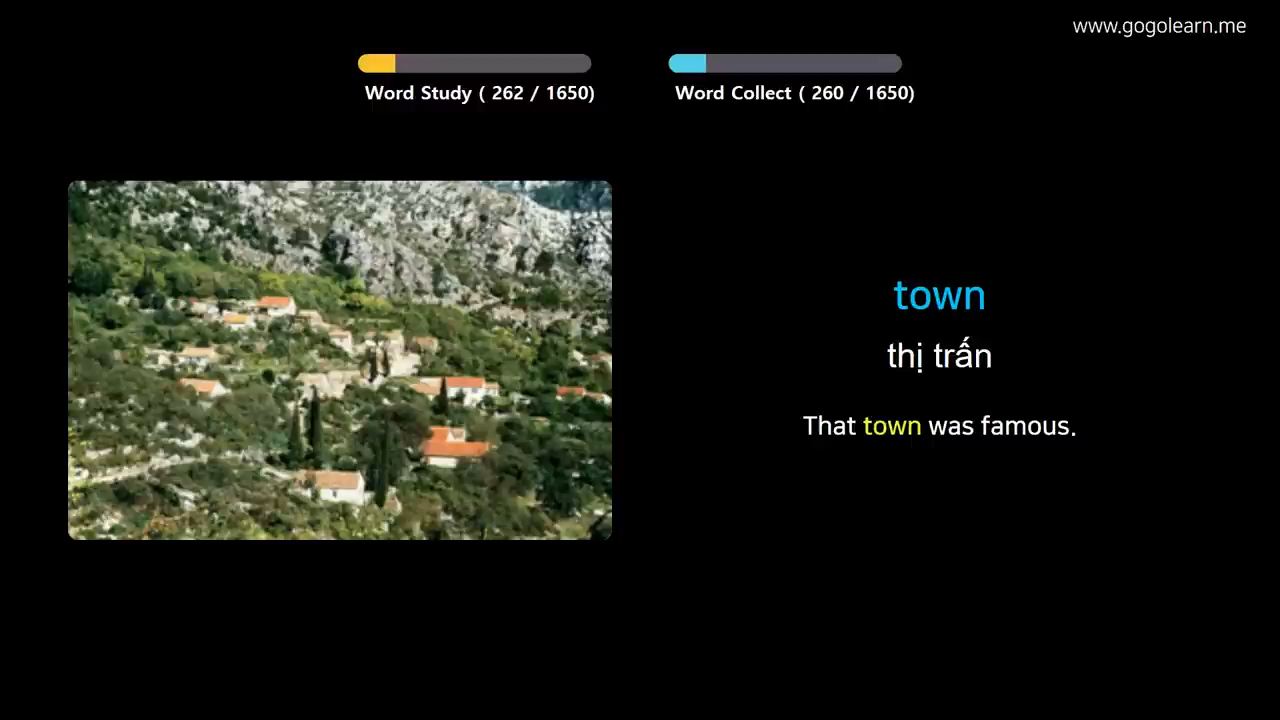 www.gogolearn.me
Word Study ( 262 / 1650)
Word Collect ( 260 / 1650)
town
thị trấn
That town was famous.